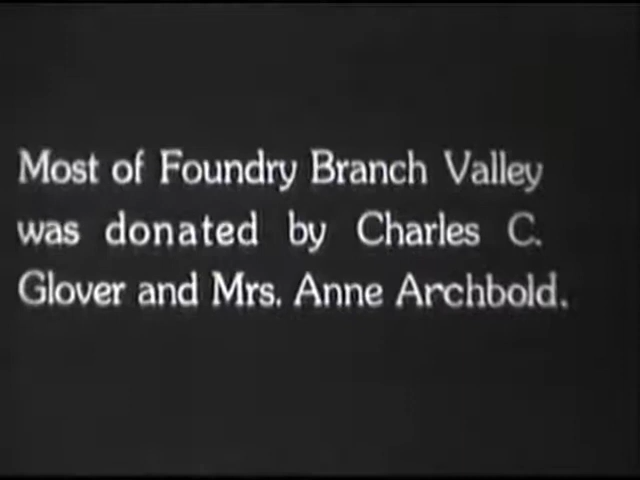 Most of Foundry Branch Valley
was donated by Charles C.
Glover and Mrs. Anne Archbold.